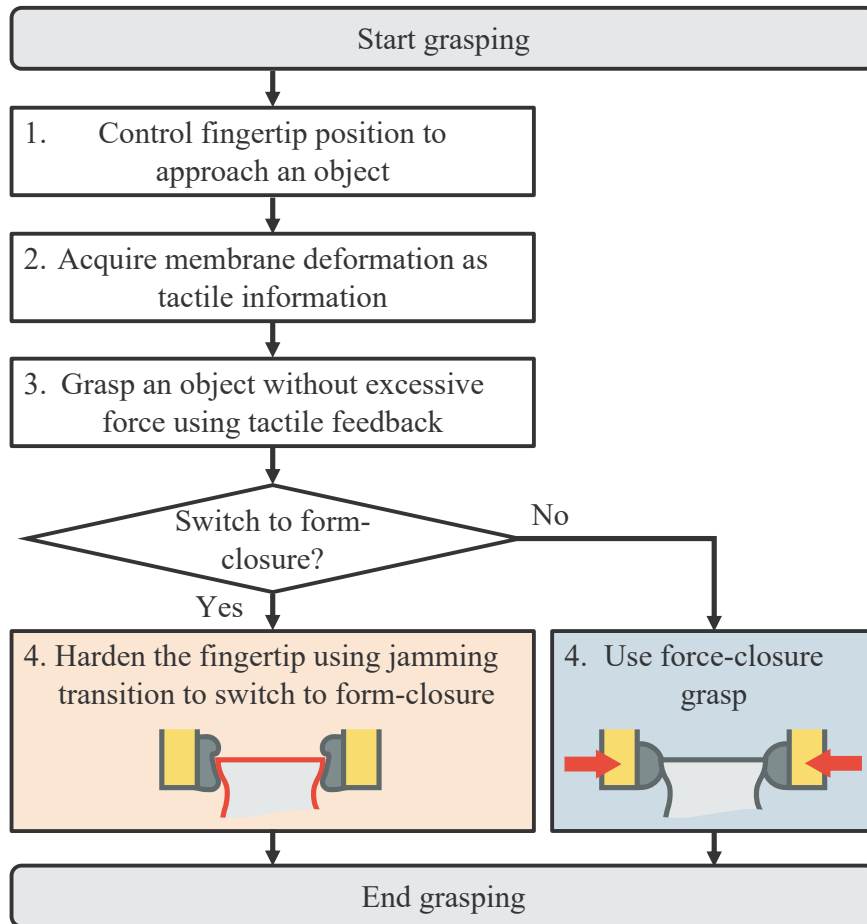 Start grasping
1. Control fingertip position to
approach an object
2. Acquire membrane deformation as
tactile information
3. Grasp an object without excessive
force using tactile feedback
Switch to form-
closure?
No
Yes
4. Harden the fingertip using jamming
transition to switch to form-closure
4. Use force-closure
grasp
End grasping